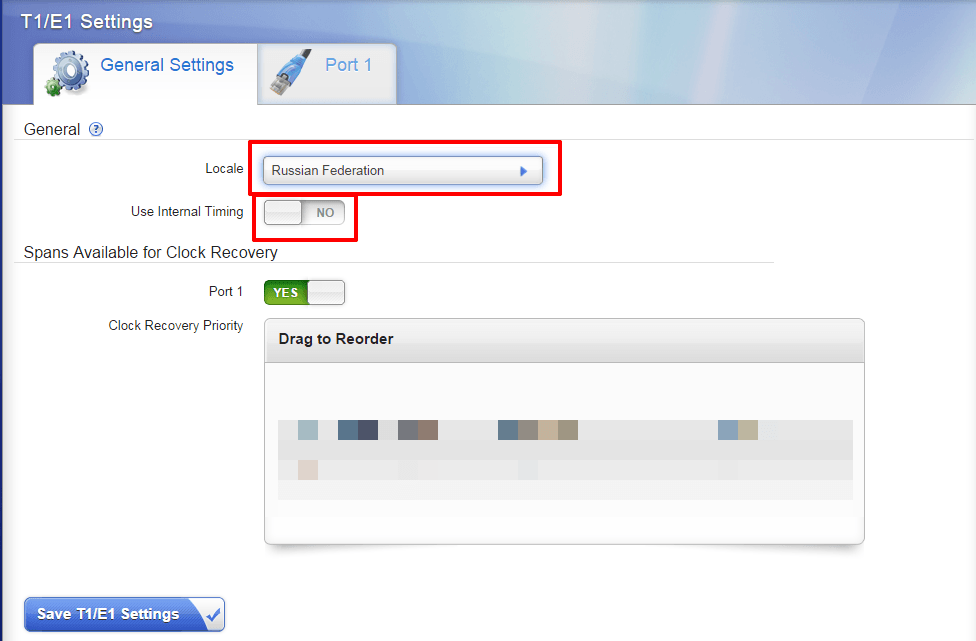 T1/E1 Settings
General Settings
Port 1
General ?
Locale Russian Federation
Use Internal Timing NO
Spans Available for Clock Recovery
Port 1 YES
Clock Recovery Priority
Drag to Reorder
Save T1/E1 Settings